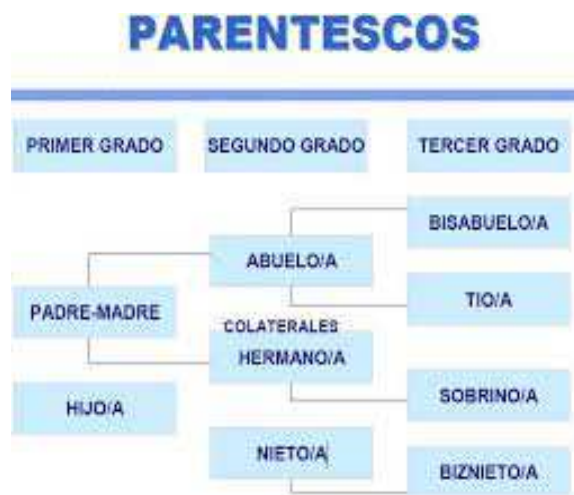 PARENTESCOS
PRIMER GRADO
SEGUNDO GRADO
TERCER GRADO
BISABUELO/A
ABUELO/A
TIO/A
PADRE-MADRE
COLATERALES
HERMANO/A
SOBRINO/A
HIJO/A
NIETO/A
BIZNIETO/A